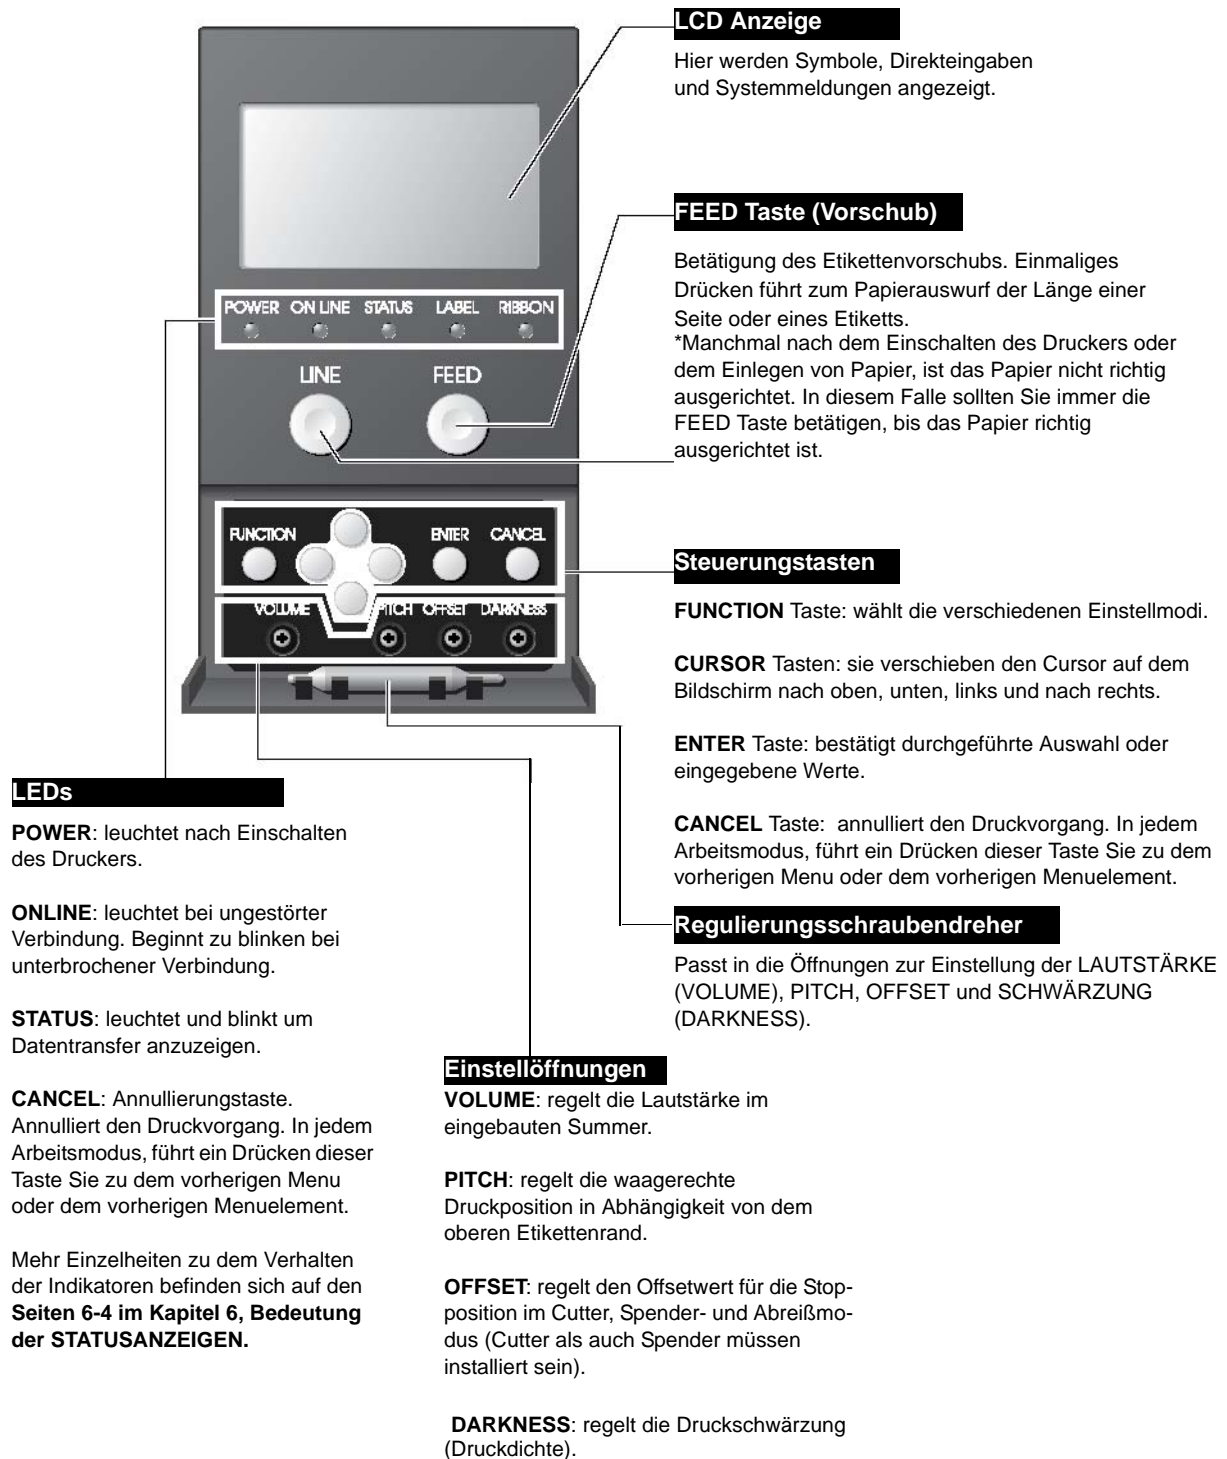 LCD Anzeige
Hier werden Symbole, Direkteingaben
und Systemmeldungen angezeigt.
FEED Taste (Vorschub)
Betätigung des Etikettenvorschubs. Einmaliges
Drücken führt zum Papierauswurf der Länge einer
Seite oder eines Etiketts.
*Manchmal nach dem Einschalten des Druckers oder
dem Einlegen von Papier, ist das Papier nicht richtig
ausgerichtet. In diesem Falle sollten Sie immer die
FEED Taste betätigen, bis das Papier richtig
ausgerichtet ist.
POWER ON LINE STATUS LABEL RIBBON
LINE FEED
FUNCTION ENTER CANCEL
VOLUME PITCH OFFSET DARKNESS
Steuerungstasten
FUNCTION Taste: wählt die verschiedenen Einstellmodi.
CURSOR Tasten: sie verschieben den Cursor auf dem
Bildschirm nach oben, unten, links und nach rechts.
ENTER Taste: bestätigt durchgeführte Auswahl oder
eingegebene Werte.
CANCEL Taste: annulliert den Druckvorgang. In jedem
Arbeitsmodus, führt ein Drücken dieser Taste Sie zu dem
vorherigen Menu oder dem vorherigen Menuelement.
Regulierungsschraubendreher
Passt in die Öffnungen zur Einstellung der LAUTSTÄRKE
(VOLUME), PITCH, OFFSET und SCHWÄRZUNG
(DARKNESS).
LEDs
POWER: leuchtet nach Einschalten
des Druckers.
ONLINE: leuchtet bei ungestörter
Verbindung. Beginnt zu blinken bei
unterbrochener Verbindung.
STATUS: leuchtet und blinkt um
Datentransfer anzuzeigen.
CANCEL: Annullierungstaste.
Annulliert den Druckvorgang. In jedem
Arbeitsmodus, führt ein Drücken dieser
Taste Sie zu dem vorherigen Menu
oder dem vorherigen Menuelement.
Mehr Einzelheiten zu dem Verhalten
der Indikatoren befinden sich auf den
Seiten 6-4 im Kapitel 6, Bedeutung
der STATUSANZEIGEN.
Einstellöffnungen
VOLUME: regelt die Lautstärke im
eingebauten Summer.
PITCH: regelt die waagerechte
Druckposition in Abhängigkeit von dem
oberen Etikettenrand.
OFFSET: regelt den Offsetwert für die Stop-
position im Cutter, Spender- und Abreißmo-
dus (Cutter als auch Spender müssen
installiert sein).
DARKNESS: regelt die Druckschwärzung
(Druckdichte).